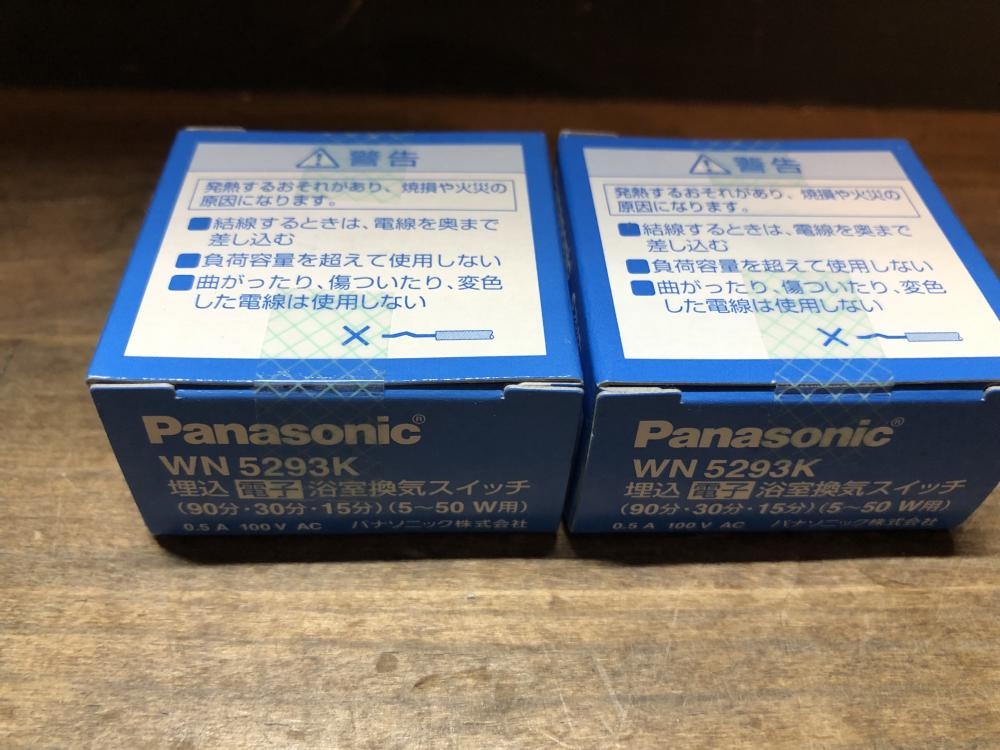 警告
発熱するおそれがあり、焼損や火災の
原因になります。
■結線するときは、電線を奥まで
差し込む
■負荷容量を超えて使用しない
■曲がったり、傷ついたり、変色
した電線は使用しない
Panasonic®
WN 5293K
埋込 電子 浴室換気スイッチ
(90分・30分・15分)(5〜50 W用)
0.5 A 100 V AC パナソニック株式会社
警告
発熱するおそれがあり、焼損や火災の
原因になります。
■結線するときは、電線を奥まで
差し込む
■負荷容量を超えて使用しない
■曲がったり、傷ついたり、変色
した電線は使用しない
Panasonic®
WN 5293K
埋込 電子 浴室換気スイッチ
(90分・30分・15分)(5〜50 W用)
0.5 A 100 V AC パナソニック株式会社